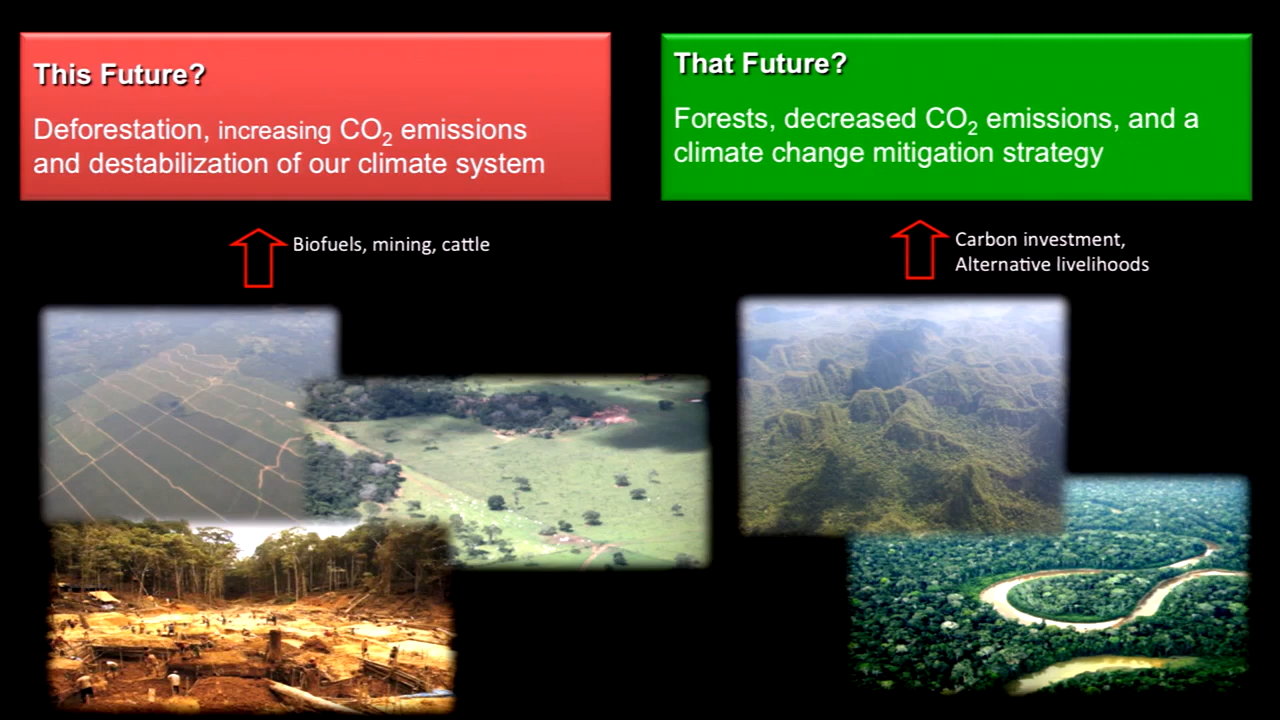 This Future?
Deforestation, increasing CO₂ emissions
and destabilization of our climate system
Biofuels, mining, cattle
That Future?
Forests, decreased CO₂ emissions, and a
climate change mitigation strategy
Carbon investment,
Alternative livelihoods